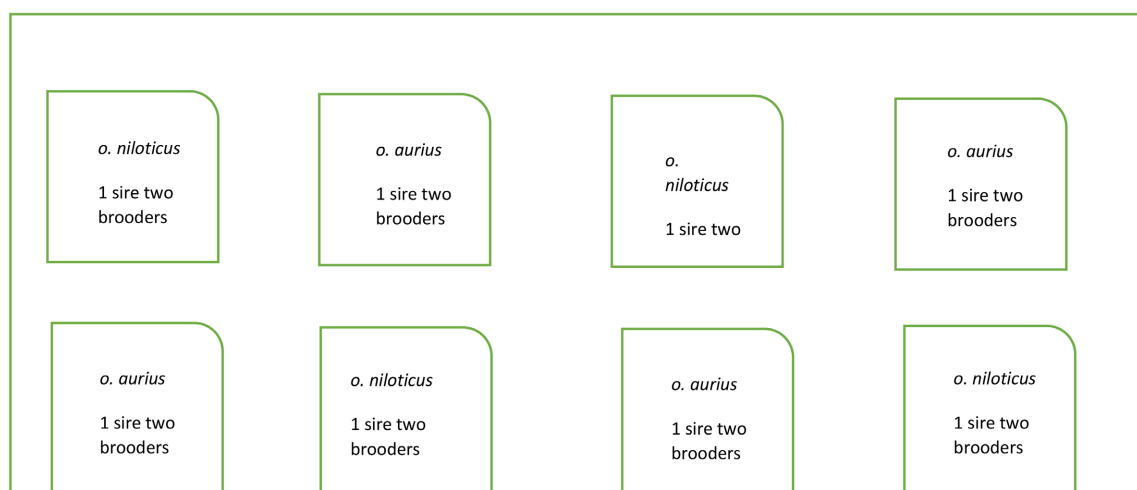 o. niloticus
1 sire two
brooders
o. aurius
1 sire two
brooders
o.
niloticus
1 sire two
o. aurius
1 sire two
brooders
o. aurius
1 sire two
brooders
o. niloticus
1 sire two
brooders
o. aurius
1 sire two
brooders
o. niloticus
1 sire two
brooders